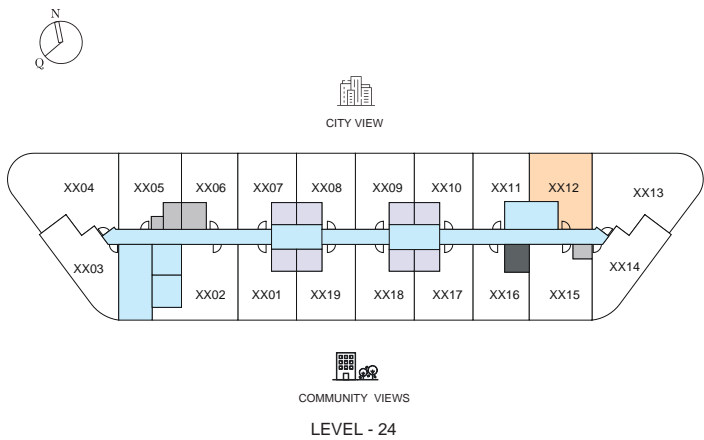 N
Q
CITY VIEW
XX04 XX05 XX06 XX07 XX08 XX09 XX10 XX11 XX12 XX13
XX03 XX14
XX02 XX01 XX19 XX18 XX17 XX16 XX15
COMMUNITY VIEWS
LEVEL - 24